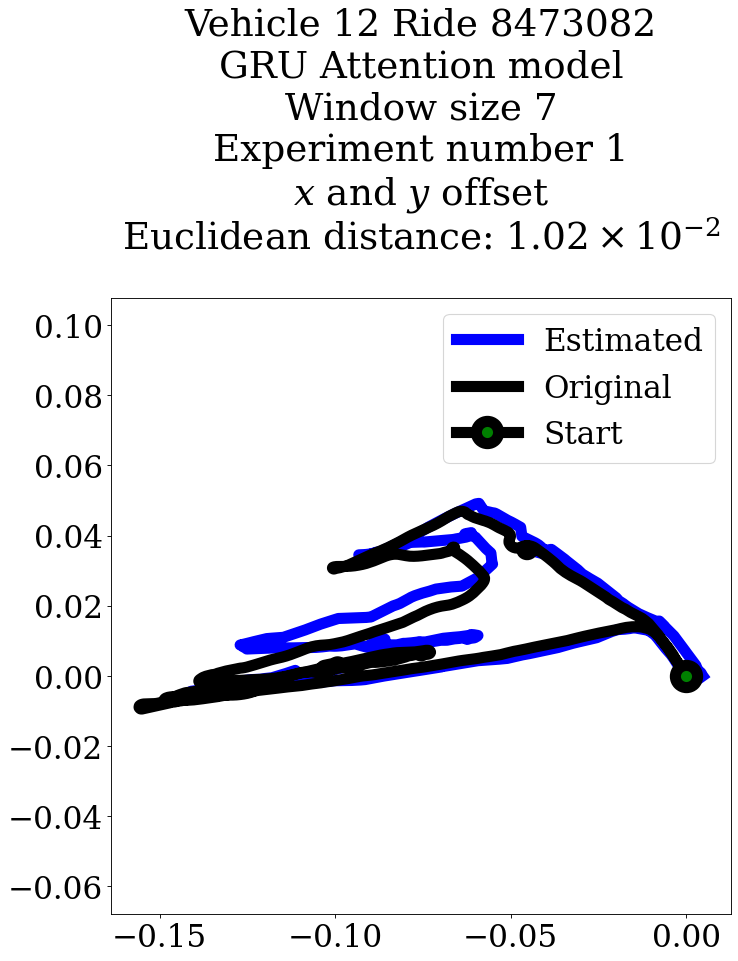 Vehicle 12 Ride 8473082
GRU Attention model
Window size 7
Experiment number 1
x and y offset
Euclidean distance: 1.02 × 10⁻²
Estimated
Original
Start
0.10
0.08
0.06
0.04
0.02
0.00
−0.02
−0.04
−0.06
−0.15
−0.10
−0.05
0.00